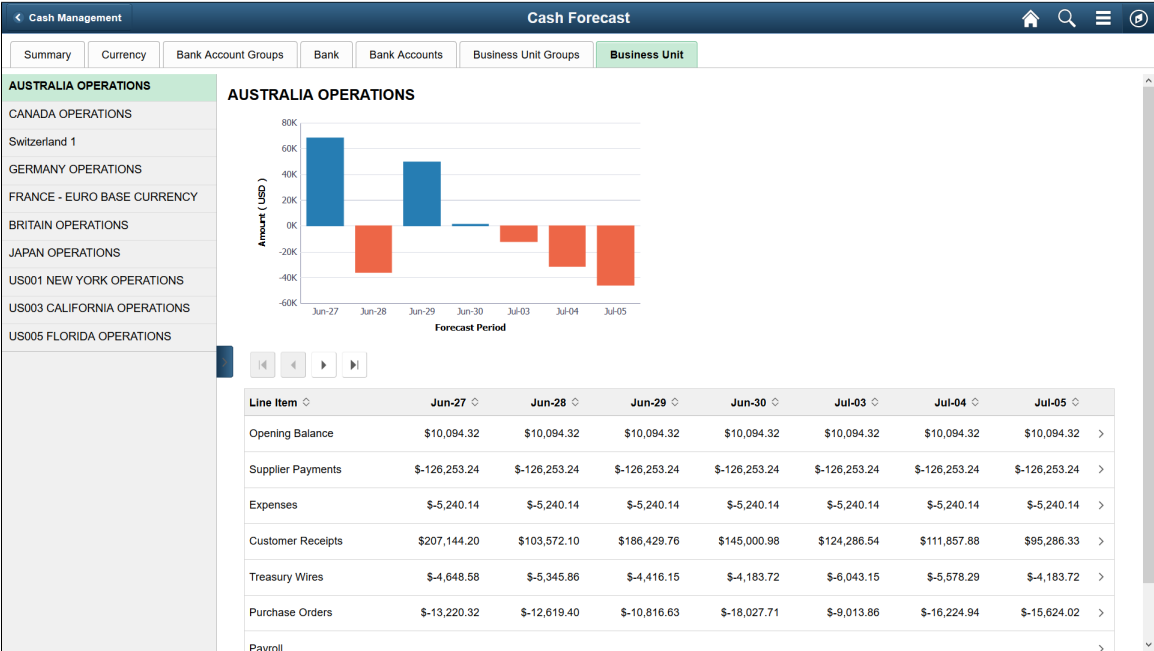 Cash Management
Cash Forecast
Summary Currency Bank Account Groups Bank Bank Accounts Business Unit Groups Business Unit
AUSTRALIA OPERATIONS
CANADA OPERATIONS
Switzerland 1
GERMANY OPERATIONS
FRANCE - EURO BASE CURRENCY
BRITAIN OPERATIONS
JAPAN OPERATIONS
US001 NEW YORK OPERATIONS
US003 CALIFORNIA OPERATIONS
US005 FLORIDA OPERATIONS
AUSTRALIA OPERATIONS
Amount ( USD )
80K
60K
40K
20K
0K
-20K
-40K
-60K
Jun-27 Jun-28 Jun-29 Jun-30 Jul-03 Jul-04 Jul-05
Forecast Period
Line Item Jun-27 Jun-28 Jun-29 Jun-30 Jul-03 Jul-04 Jul-05
Opening Balance $10,094.32 $10,094.32 $10,094.32 $10,094.32 $10,094.32 $10,094.32 $10,094.32
Supplier Payments $-126,253.24 $-126,253.24 $-126,253.24 $-126,253.24 $-126,253.24 $-126,253.24 $-126,253.24
Expenses $-5,240.14 $-5,240.14 $-5,240.14 $-5,240.14 $-5,240.14 $-5,240.14 $-5,240.14
Customer Receipts $207,144.20 $103,572.10 $186,429.76 $145,000.98 $124,286.54 $111,857.88 $95,286.33
Treasury Wires $-4,648.58 $-5,345.86 $-4,416.15 $-4,183.72 $-6,043.15 $-5,578.29 $-4,183.72
Purchase Orders $-13,220.32 $-12,619.40 $-10,816.63 $-18,027.71 $-9,013.86 $-16,224.94 $-15,624.02
Payroll